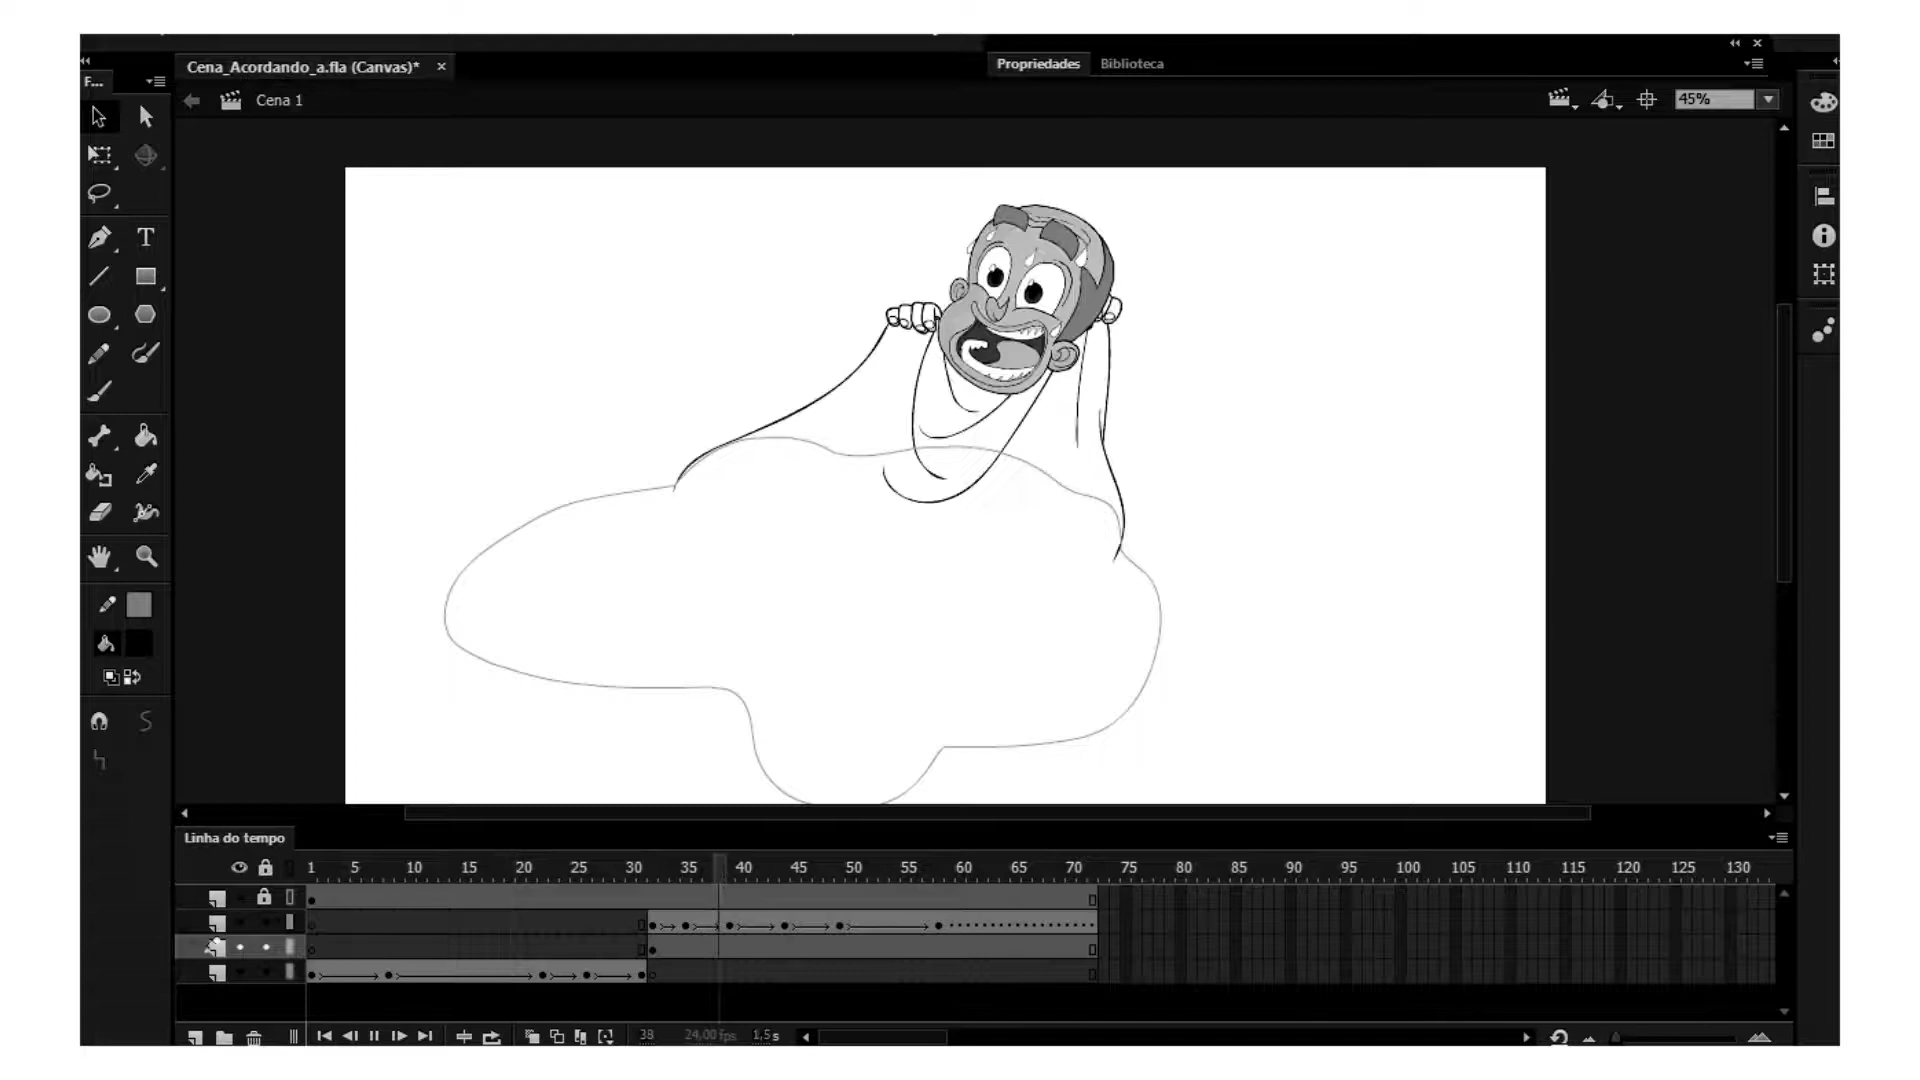 Cena_Acordando_a.fla (Canvas)* ×
Propriedades Biblioteca
F...
Cena 1
45%
T
Linha do tempo
1 5 10 15 20 25 30 35 40 45 50 55 60 65 70 75 80 85 90 95 100 105 110 115 120 125 130
38 24,00 fps 1,5 s